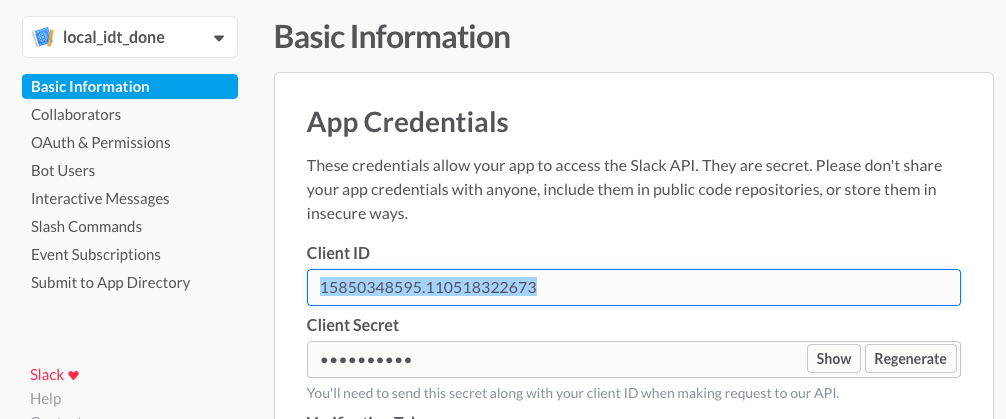 local_idt_done
Basic Information
Collaborators
OAuth & Permissions
Bot Users
Interactive Messages
Slash Commands
Event Subscriptions
Submit to App Directory
Slack
Help
Basic Information
App Credentials
These credentials allow your app to access the Slack API. They are secret. Please don't share
your app credentials with anyone, include them in public code repositories, or store them in
insecure ways.
Client ID
15850348595.110518322673
Client Secret
●●●●●●●●●●
Show
Regenerate
You'll need to send this secret along with your client ID when making request to our API.